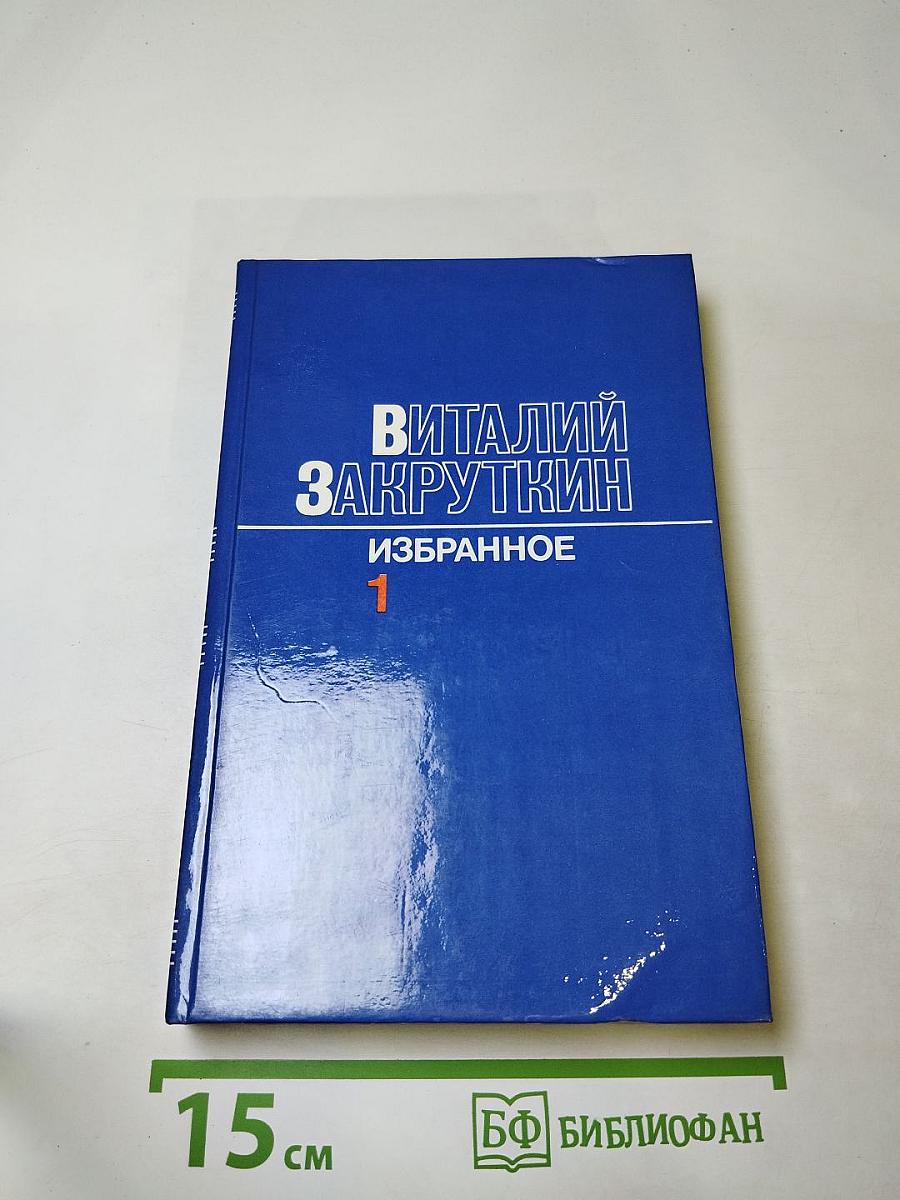 ВИТАЛИЙ
ЗАКРУТКИН
ИЗБРАННОЕ
1
15 см
БФ БИБЛИОФАН